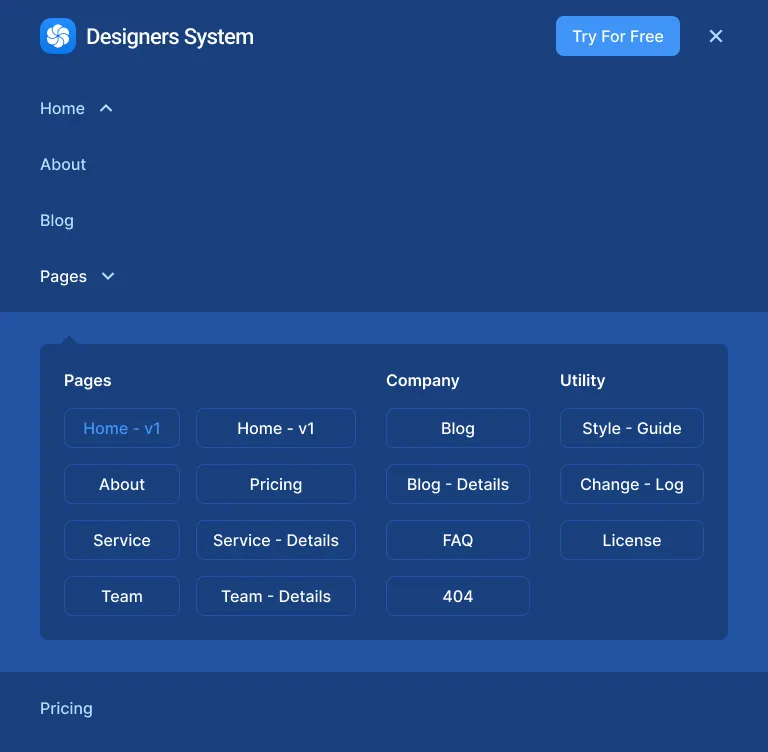 Designers System
Try For Free
Home
About
Blog
Pages
Pages
Home - v1
Home - v1
About
Pricing
Service
Service - Details
Team
Team - Details
Company
Blog
Blog - Details
FAQ
404
Utility
Style - Guide
Change - Log
License
Pricing